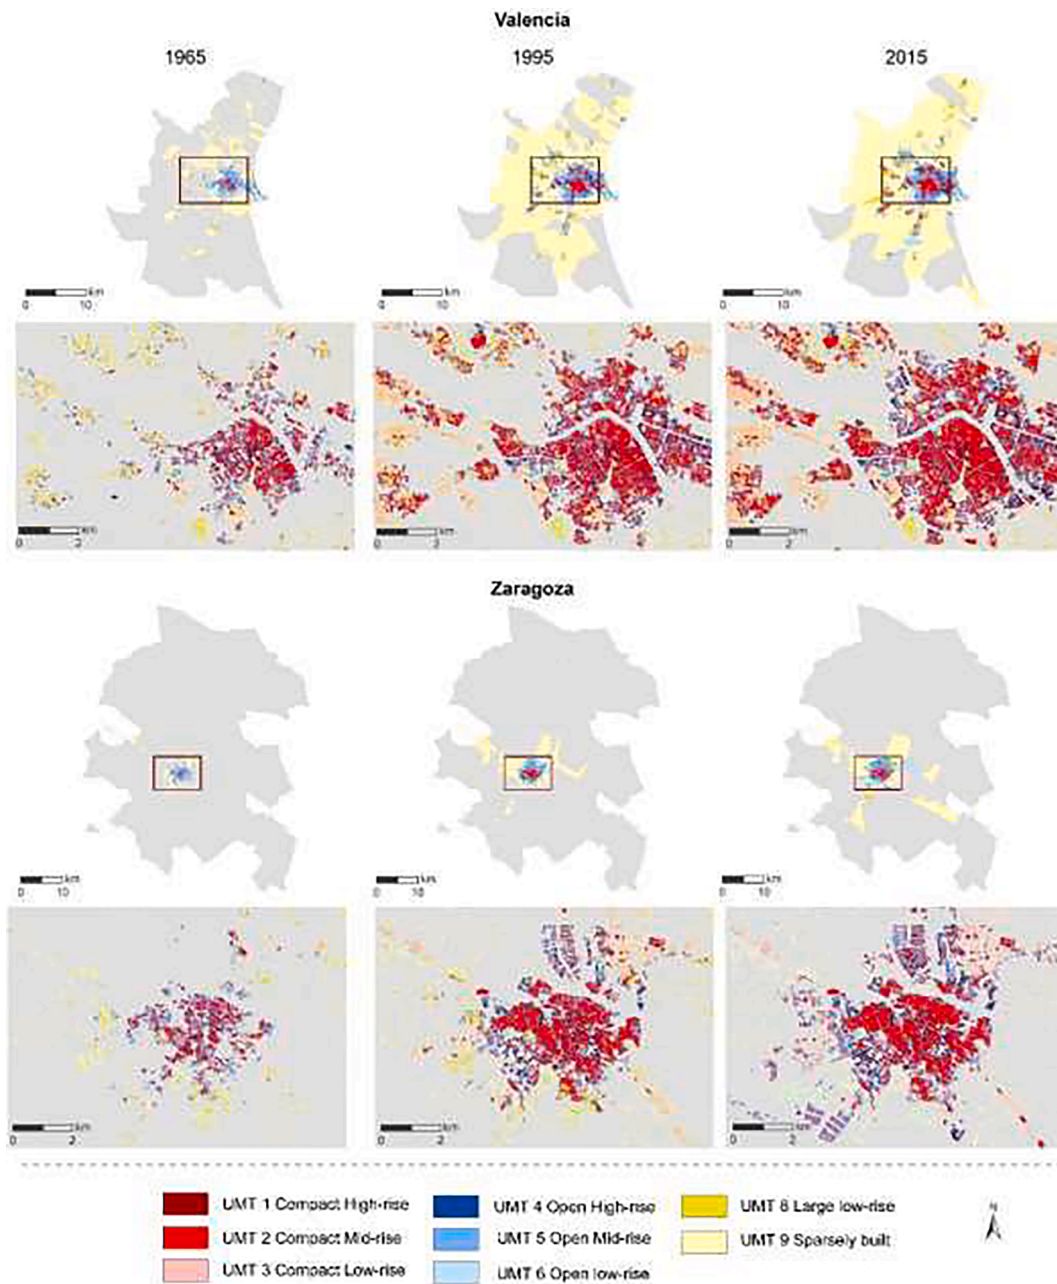 Valencia
1965 1995 2015
km km km
0 10 0 10 0 10
km km km
0 2 0 2 0 2
Zaragoza
km km km
0 10 0 10 0 10
km km km
0 2 0 2 0 2
UMT 1 Compact High-rise UMT 4 Open High-rise UMT 8 Large low-rise
UMT 2 Compact Mid-rise UMT 5 Open Mid-rise UMT 9 Sparsely built
UMT 3 Compact Low-rise UMT 6 Open low-rise
N